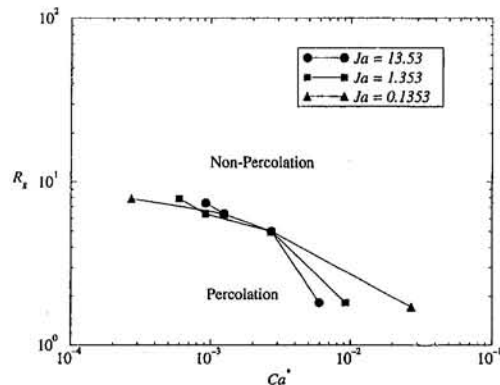 10²
Ja = 13.53
Ja = 1.353
Ja = 0.1353
Non-Percolation
R_g
10¹
Percolation
10⁰
10⁻⁴
10⁻³
10⁻²
10⁻¹
Ca*